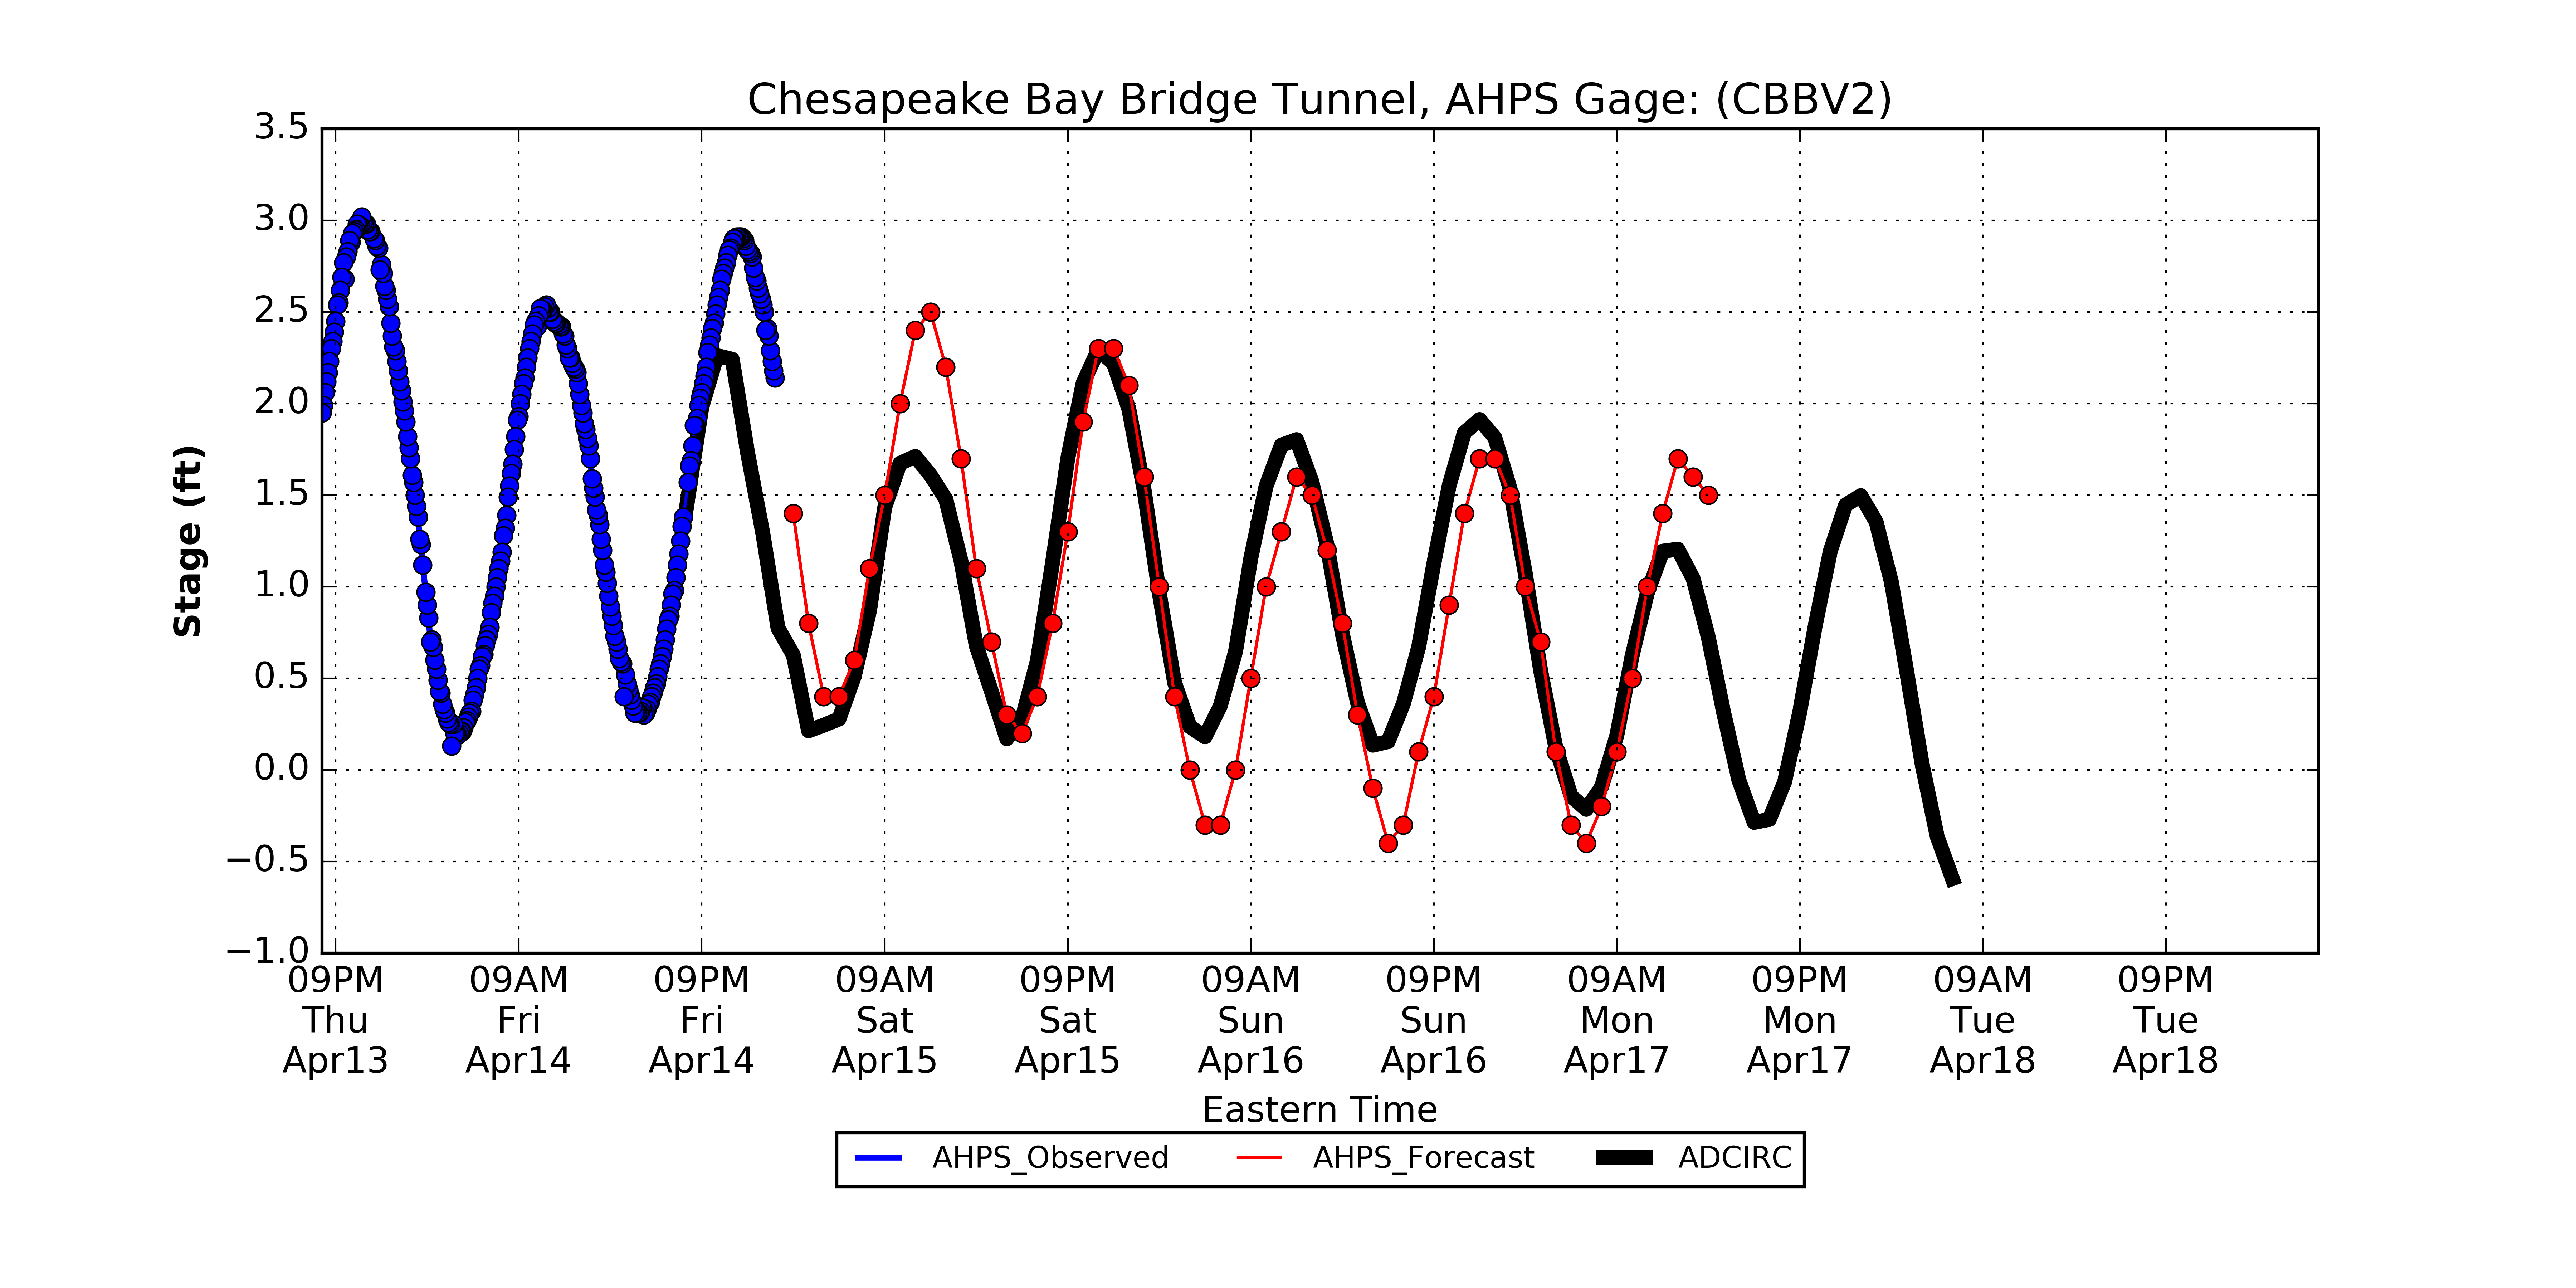 Chesapeake Bay Bridge Tunnel, AHPS Gage: (CBBV2)
3.5
3.0
2.5
2.0
1.5
1.0
0.5
0.0
−0.5
−1.0
Stage (ft)
09PM 09AM 09PM 09AM 09PM 09AM 09PM 09AM 09PM 09AM 09PM
Thu Fri Fri Sat Sat Sun Sun Mon Mon Tue Tue
Apr13 Apr14 Apr14 Apr15 Apr15 Apr16 Apr16 Apr17 Apr17 Apr18 Apr18
Eastern Time
AHPS_Observed AHPS_Forecast ADCIRC